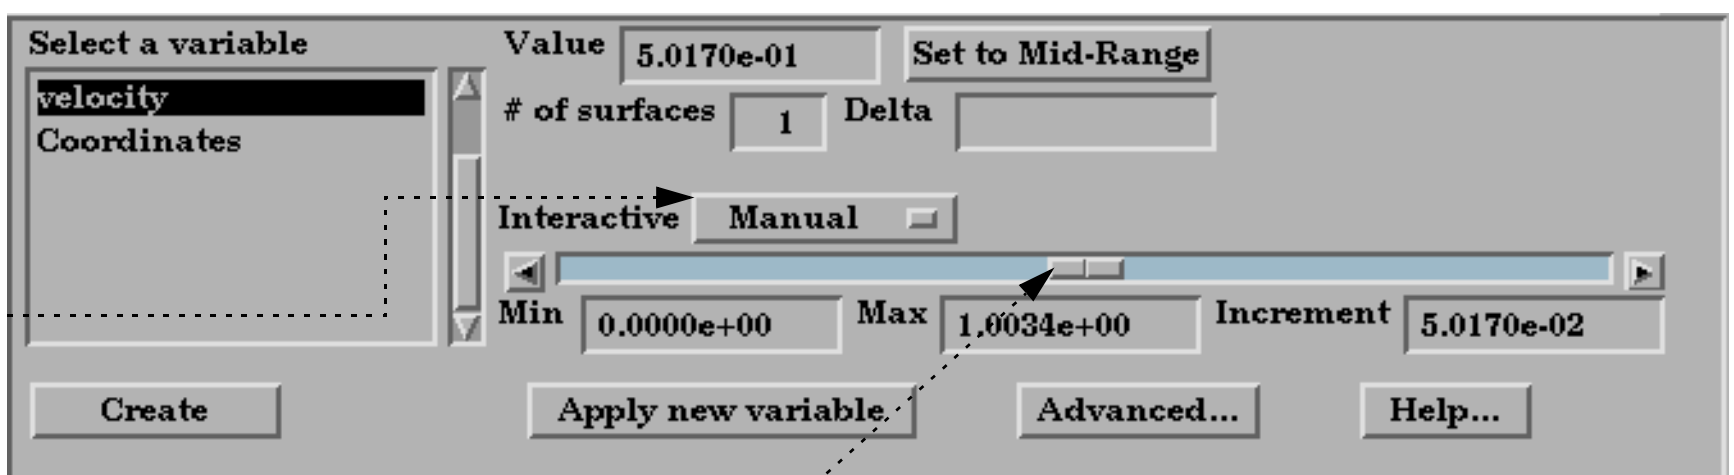 Select a variable
velocity
Coordinates
Value 5.0170e-01 Set to Mid-Range
# of surfaces 1 Delta
Interactive Manual
Min 0.0000e+00 Max 1.0034e+00 Increment 5.0170e-02
Create Apply new variable Advanced... Help...